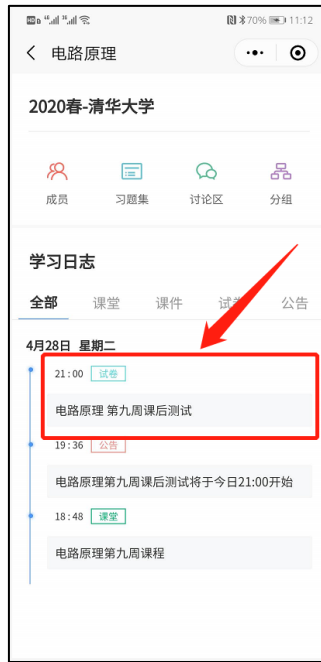 70% 11:12
电路原理
2020春-清华大学
成员 习题集 讨论区 分组
学习日志
全部 课堂 课件 公告
4月28日 星期二
21:00 试卷
电路原理 第九周课后测试
19:36 公告
电路原理第九周课后测试将于今日21:00开始
18:48 课堂
电路原理第九周课程